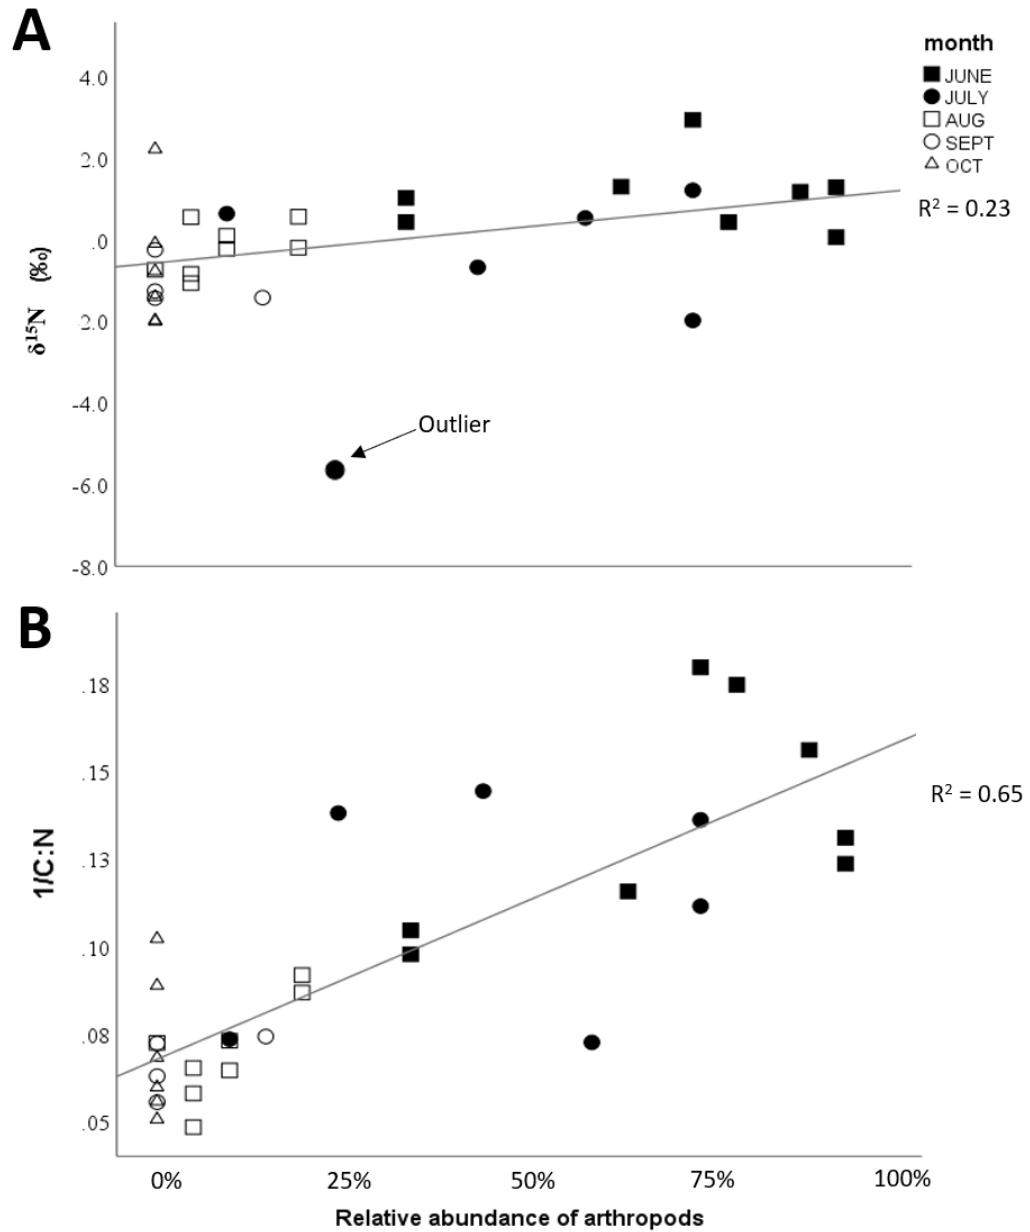 A
month
JUNE
JULY
AUG
SEPT
OCT
4.0
2.0
.0
2.0
-4.0
-6.0
-8.0
δ¹⁵N (‰)
R² = 0.23
Outlier
B
.18
.15
.13
.10
.08
.05
1/C:N
R² = 0.65
0% 25% 50% 75% 100%
Relative abundance of arthropods